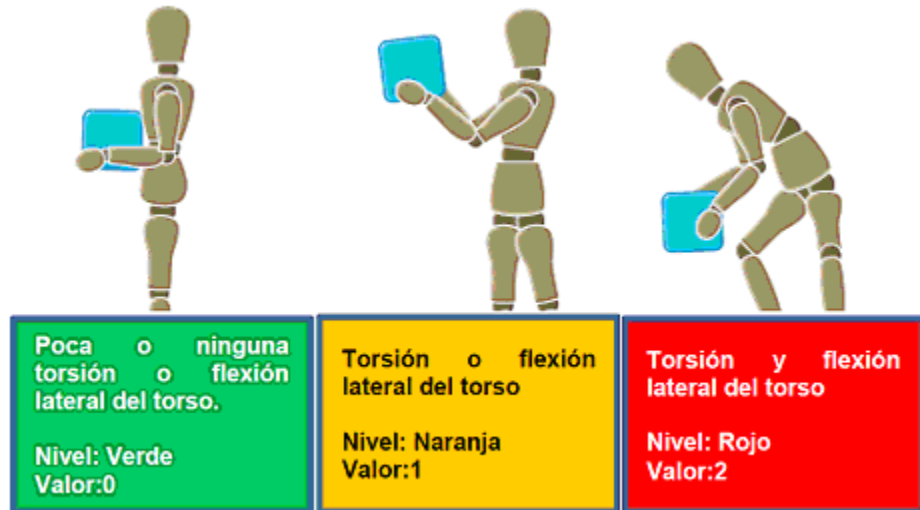 Poca o ninguna
torsión o flexión
lateral del torso.
Nivel: Verde
Valor:0
Torsión o flexión
lateral del torso
Nivel: Naranja
Valor:1
Torsión y flexión
lateral del torso
Nivel: Rojo
Valor:2